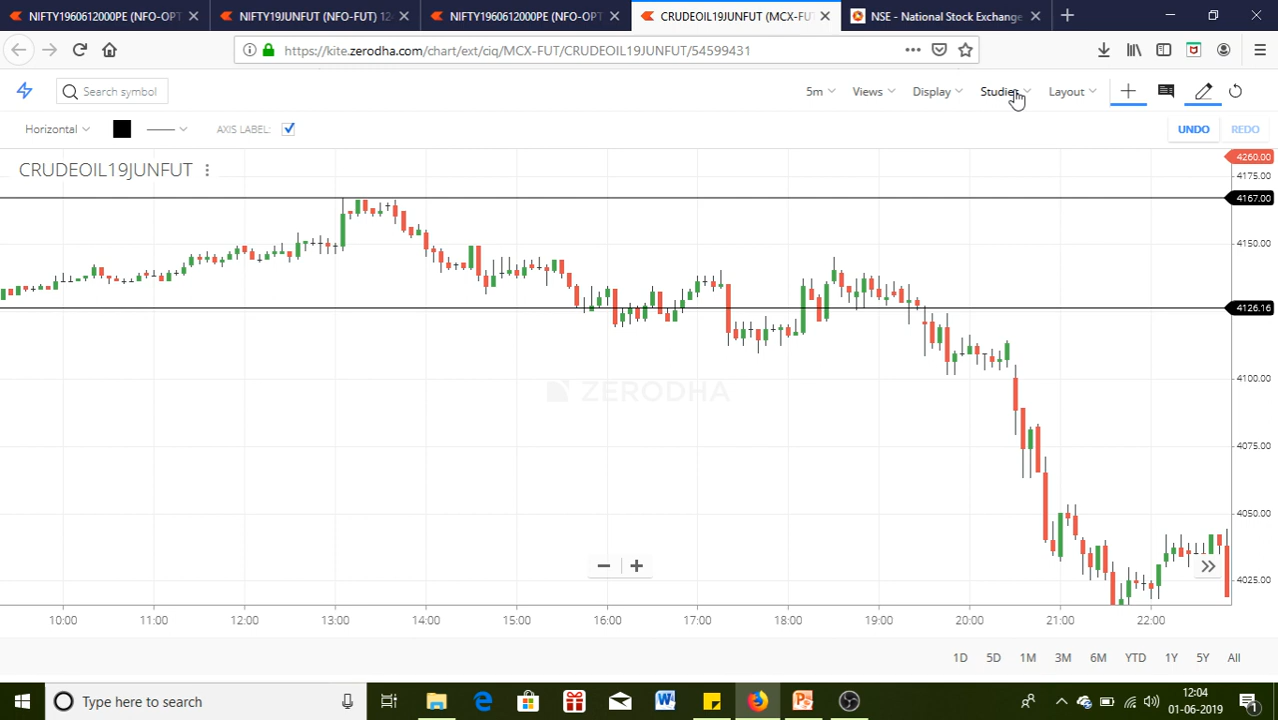 NIFTY1960612000PE (NFO-OPT
NIFTY19JUNFUT (NFO-FUT) 12
NIFTY1960612000PE (NFO-OPT
CRUDEOIL19JUNFUT (MCX-FU
NSE - National Stock Exchange
https://kite.zerodha.com/chart/ext/ciq/MCX-FUT/CRUDEOIL19JUNFUT/54599431
Search symbol
5m
Views
Display
Studies
Layout
Horizontal
AXIS LABEL:
UNDO
REDO
CRUDEOIL19JUNFUT
4260.00
4175.00
4167.00
4150.00
4126.16
4100.00
4075.00
4050.00
4025.00
ZERODHA
10:00 11:00 12:00 13:00 14:00 15:00 16:00 17:00 18:00 19:00 20:00 21:00 22:00
1D 5D 1M 3M 6M YTD 1Y 5Y All
Type here to search
12:04
01-06-2019
1